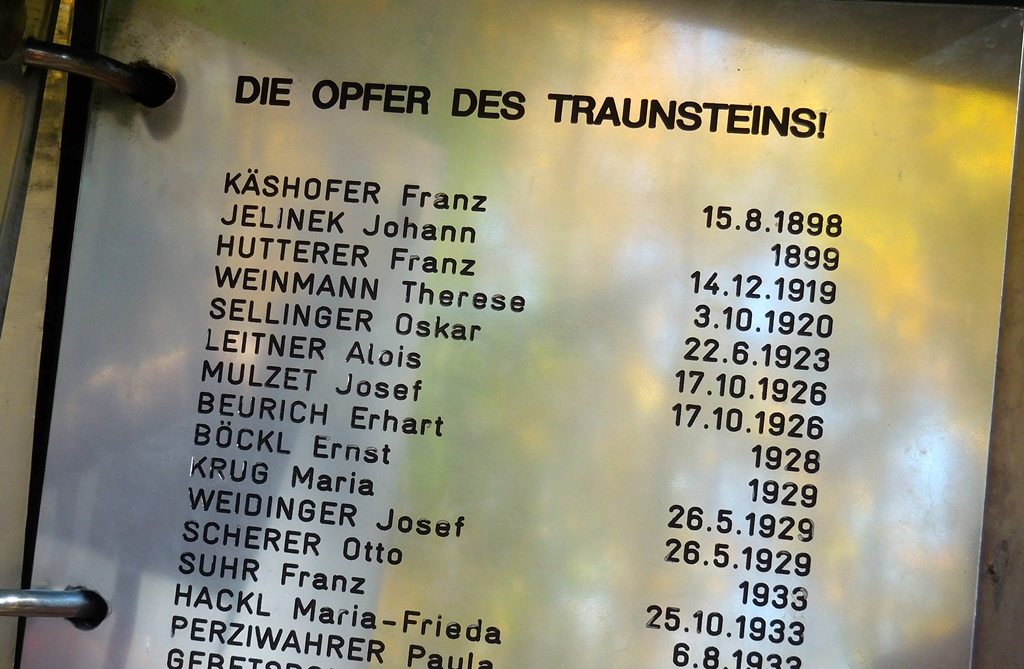 DIE OPFER DES TRAUNSTEINS!
KÄSHOFER Franz 15.8.1898
JELINEK Johann 1899
HUTTERER Franz 14.12.1919
WEINMANN Therese 3.10.1920
SELLINGER Oskar 22.6.1923
LEITNER Alois 17.10.1926
MULZET Josef 17.10.1926
BEURICH Erhart 1928
BÖCKL Ernst 1929
KRUG Maria 26.5.1929
WEIDINGER Josef 26.5.1929
SCHERER Otto 1933
SUHR Franz 25.10.1933
HACKL Maria-Frieda 6.8.1933
PERZIWAHRER Paula